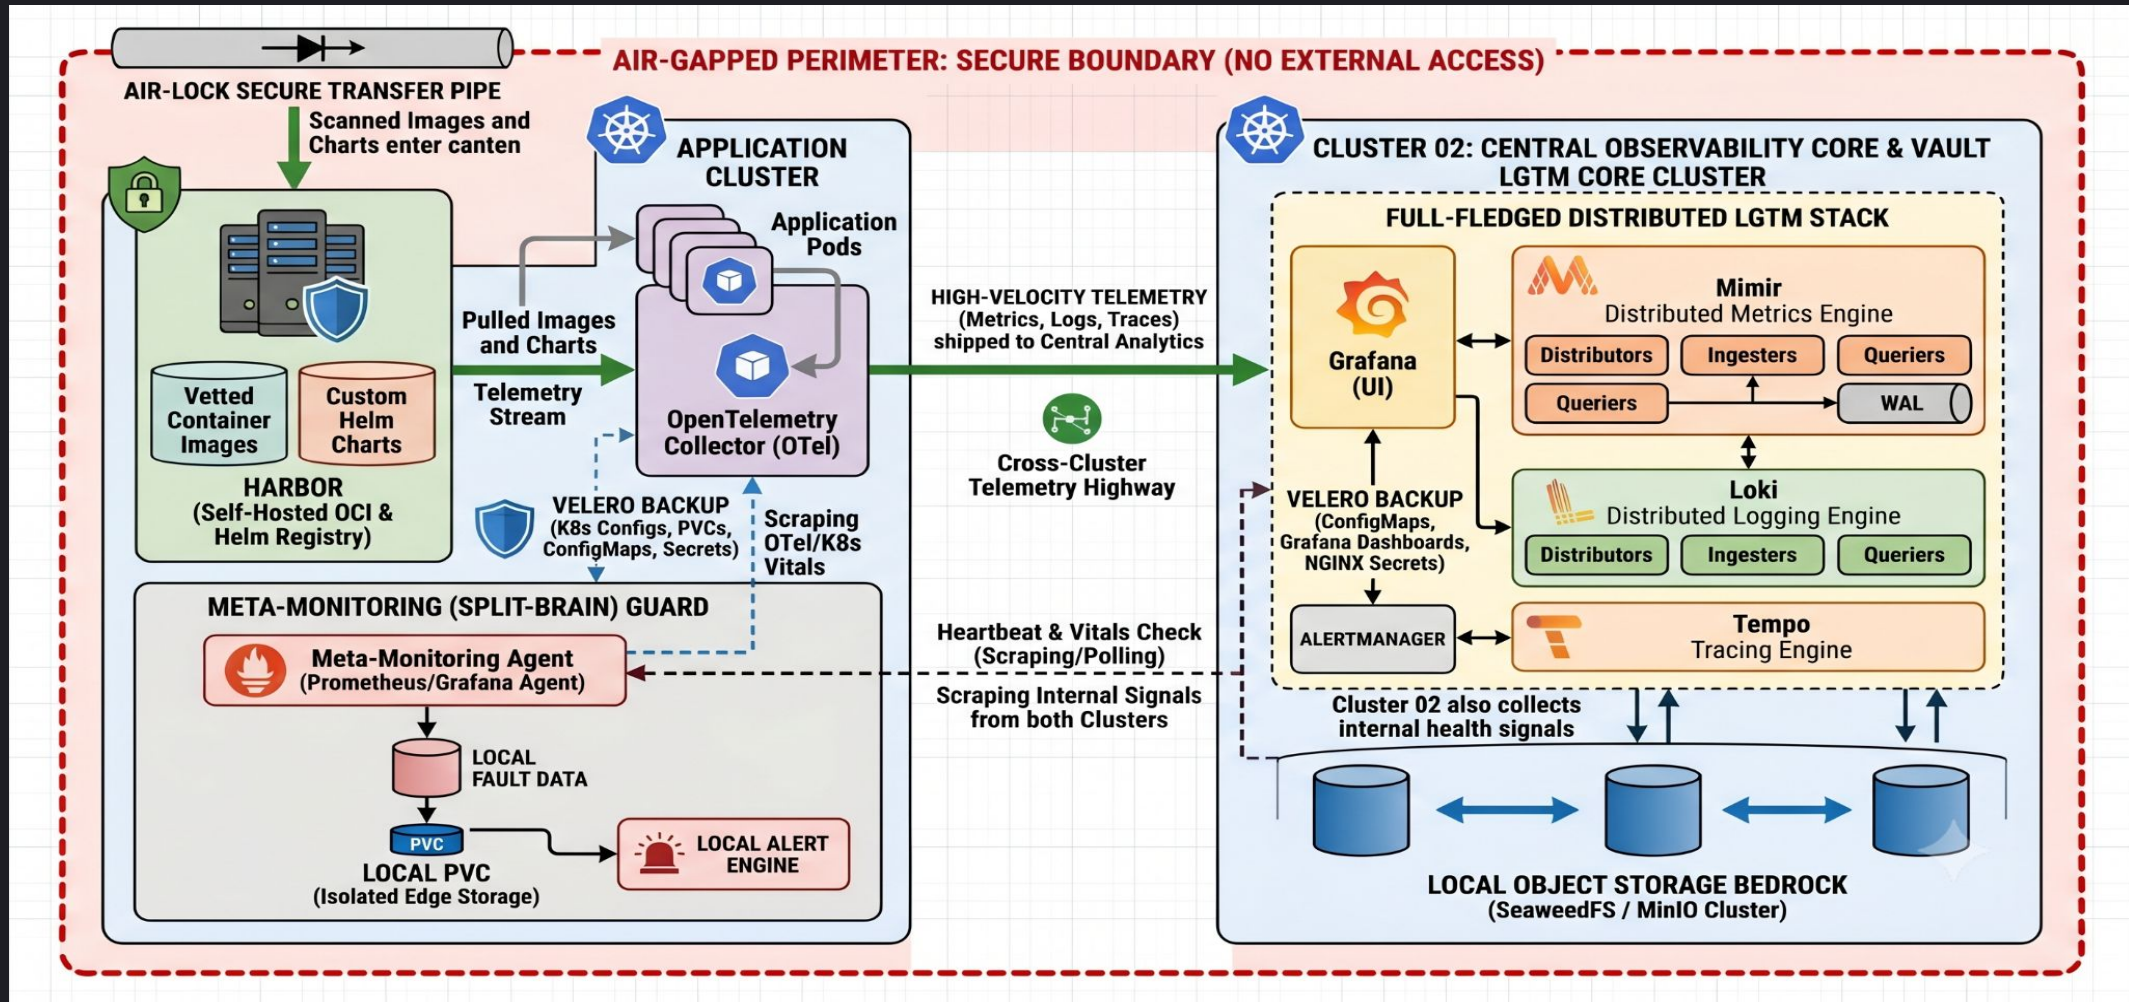 AIR-GAPPED PERIMETER: SECURE BOUNDARY (NO EXTERNAL ACCESS)
AIR-LOCK SECURE TRANSFER PIPE
Scanned Images and
Charts enter canten
Vetted
Container
Images
Custom
Helm
Charts
HARBOR
(Self-Hosted OCI &
Helm Registry)
APPLICATION
CLUSTER
Application
Pods
Pulled Images
and Charts
Telemetry
Stream
OpenTelemetry
Collector (OTel)
VELERO BACKUP
(K8s Configs, PVCs,
ConfigMaps, Secrets)
Scraping
OTel/K8s
Vitals
META-MONITORING (SPLIT-BRAIN) GUARD
Meta-Monitoring Agent
(Prometheus/Grafana Agent)
LOCAL
FAULT DATA
PVC
LOCAL PVC
(Isolated Edge Storage)
LOCAL ALERT
ENGINE
HIGH-VELOCITY TELEMETRY
(Metrics, Logs, Traces)
shipped to Central Analytics
Cross-Cluster
Telemetry Highway
Heartbeat & Vitals Check
(Scraping/Polling)
Scraping Internal Signals
from both Clusters
CLUSTER 02: CENTRAL OBSERVABILITY CORE & VAULT
LGTM CORE CLUSTER
FULL-FLEDGED DISTRIBUTED LGTM STACK
Grafana
(UI)
Mimir
Distributed Metrics Engine
Distributors
Ingesters
Queriers
Queriers
WAL
VELERO BACKUP
(ConfigMaps,
Grafana Dashboards,
NGINX Secrets)
Loki
Distributed Logging Engine
Distributors
Ingesters
Queriers
ALERTMANAGER
Tempo
Tracing Engine
Cluster 02 also collects
internal health signals
LOCAL OBJECT STORAGE BEDROCK
(SeaweedFS / MinIO Cluster)